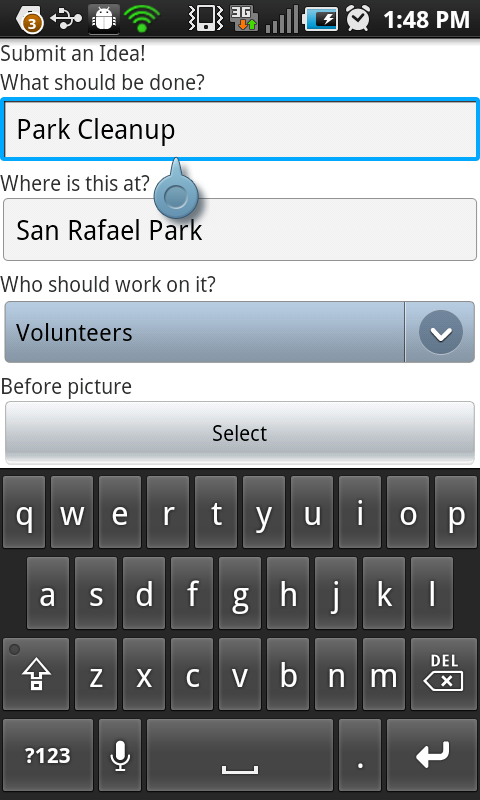 3 3G 1:48 PM
Submit an Idea!
What should be done?
Park Cleanup
Where is this at?
San Rafael Park
Who should work on it?
Volunteers
Before picture
Select
q w e r t y u i o p
a s d f g h j k l
z x c v b n m DEL
?123 .